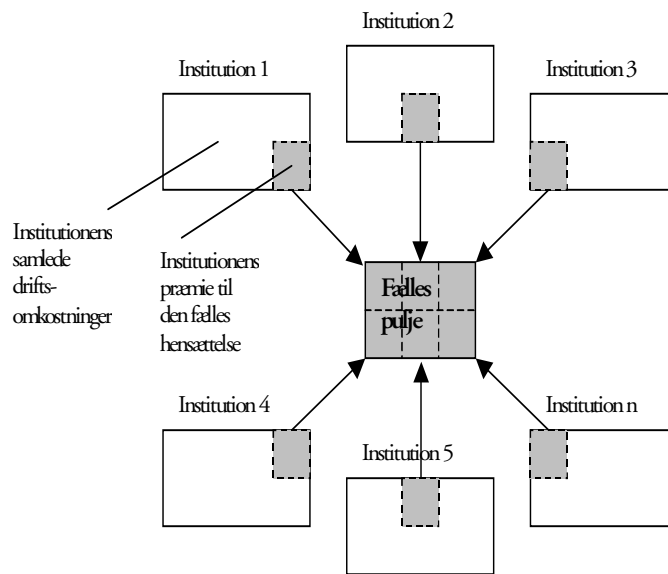 Institution 1
Institution 2
Institution 3
Institutionens
samlede
drifts-
omkostninger
Institutionens
præmie til
den fælles
hensættelse
Fælles
pulje
Institution 4
Institution 5
Institution n